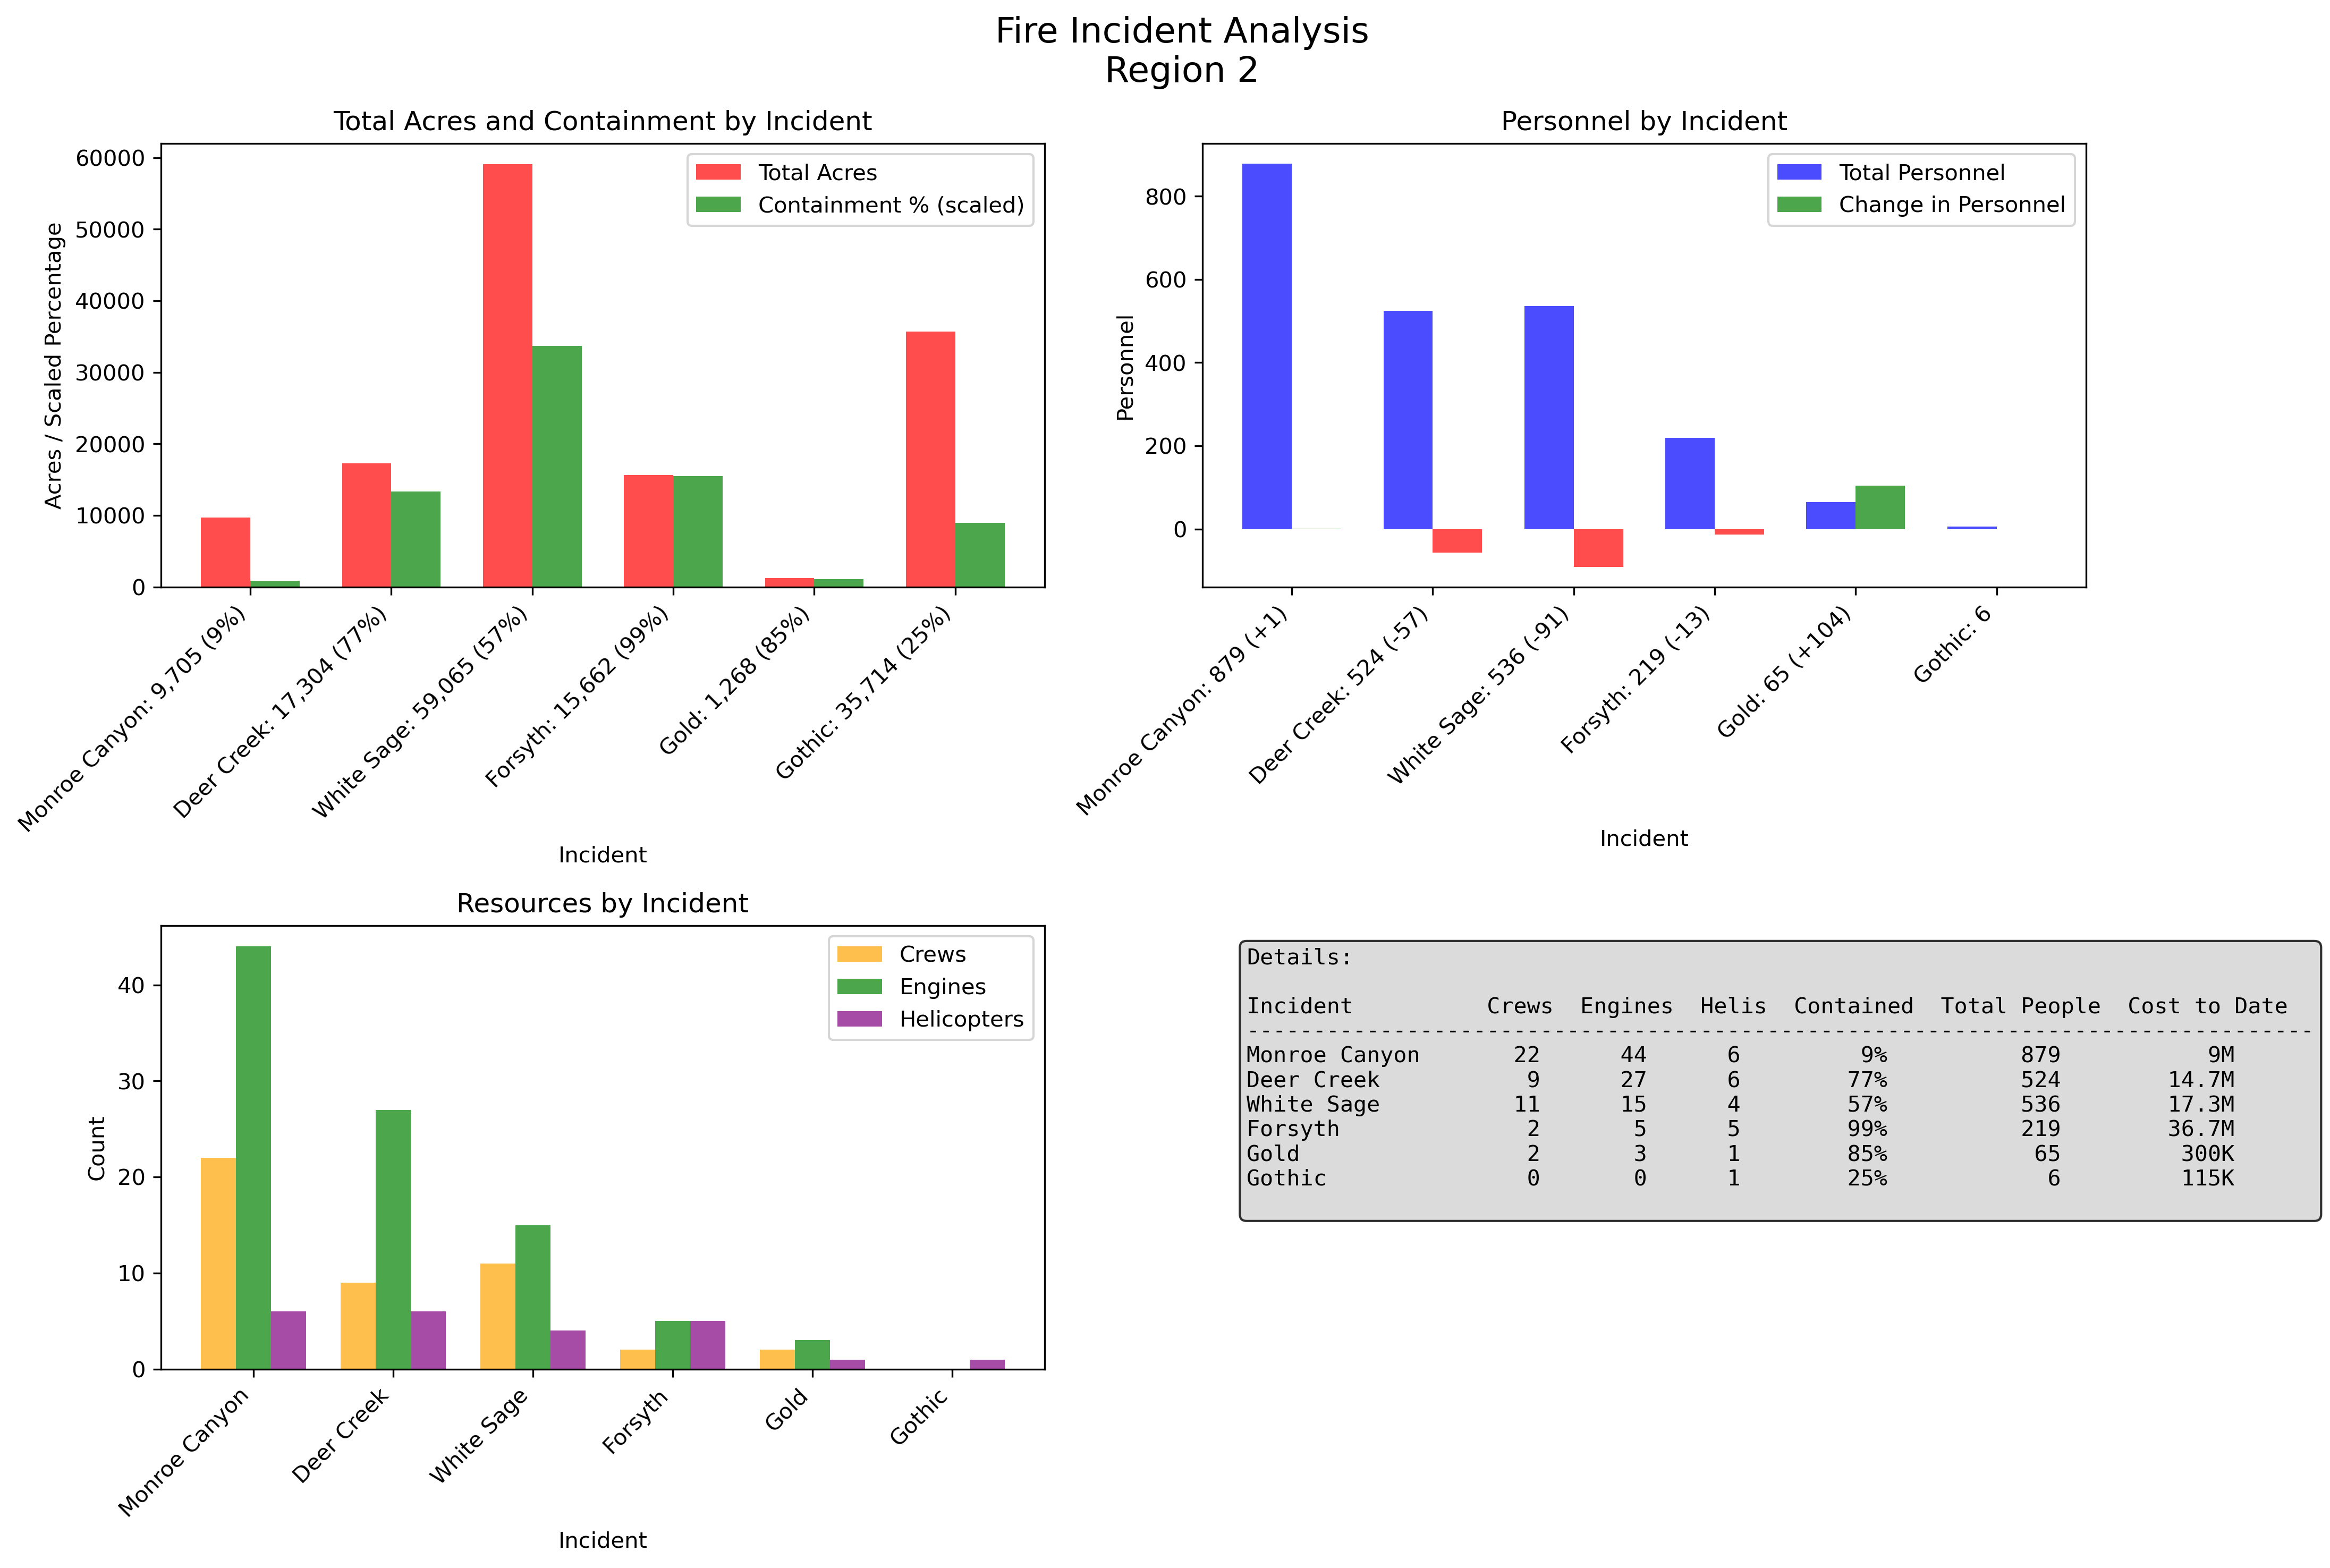 Fire Incident Analysis
Region 2
Total Acres and Containment by Incident
Acres / Scaled Percentage
60000
50000
40000
30000
20000
10000
0
Total Acres
Containment % (scaled)
Monroe Canyon: 9,705 (9%)
Deer Creek: 17,304 (77%)
White Sage: 59,065 (57%)
Forsyth: 15,662 (99%)
Gold: 1,268 (85%)
Gothic: 35,714 (25%)
Incident
Personnel by Incident
Personnel
800
600
400
200
0
Total Personnel
Change in Personnel
Monroe Canyon: 879 (+1)
Deer Creek: 524 (-57)
White Sage: 536 (-91)
Forsyth: 219 (-13)
Gold: 65 (+104)
Gothic: 6
Incident
Resources by Incident
Count
40
30
20
10
0
Crews
Engines
Helicopters
Monroe Canyon
Deer Creek
White Sage
Forsyth
Gold
Gothic
Incident
Details:
Incident Crews Engines Helis Contained Total People Cost to Date
--------------------------------------------------------------------------------
Monroe Canyon 22 44 6 9% 879 9M
Deer Creek 9 27 6 77% 524 14.7M
White Sage 11 15 4 57% 536 17.3M
Forsyth 2 5 5 99% 219 36.7M
Gold 2 3 1 85% 65 300K
Gothic 0 0 1 25% 6 115K